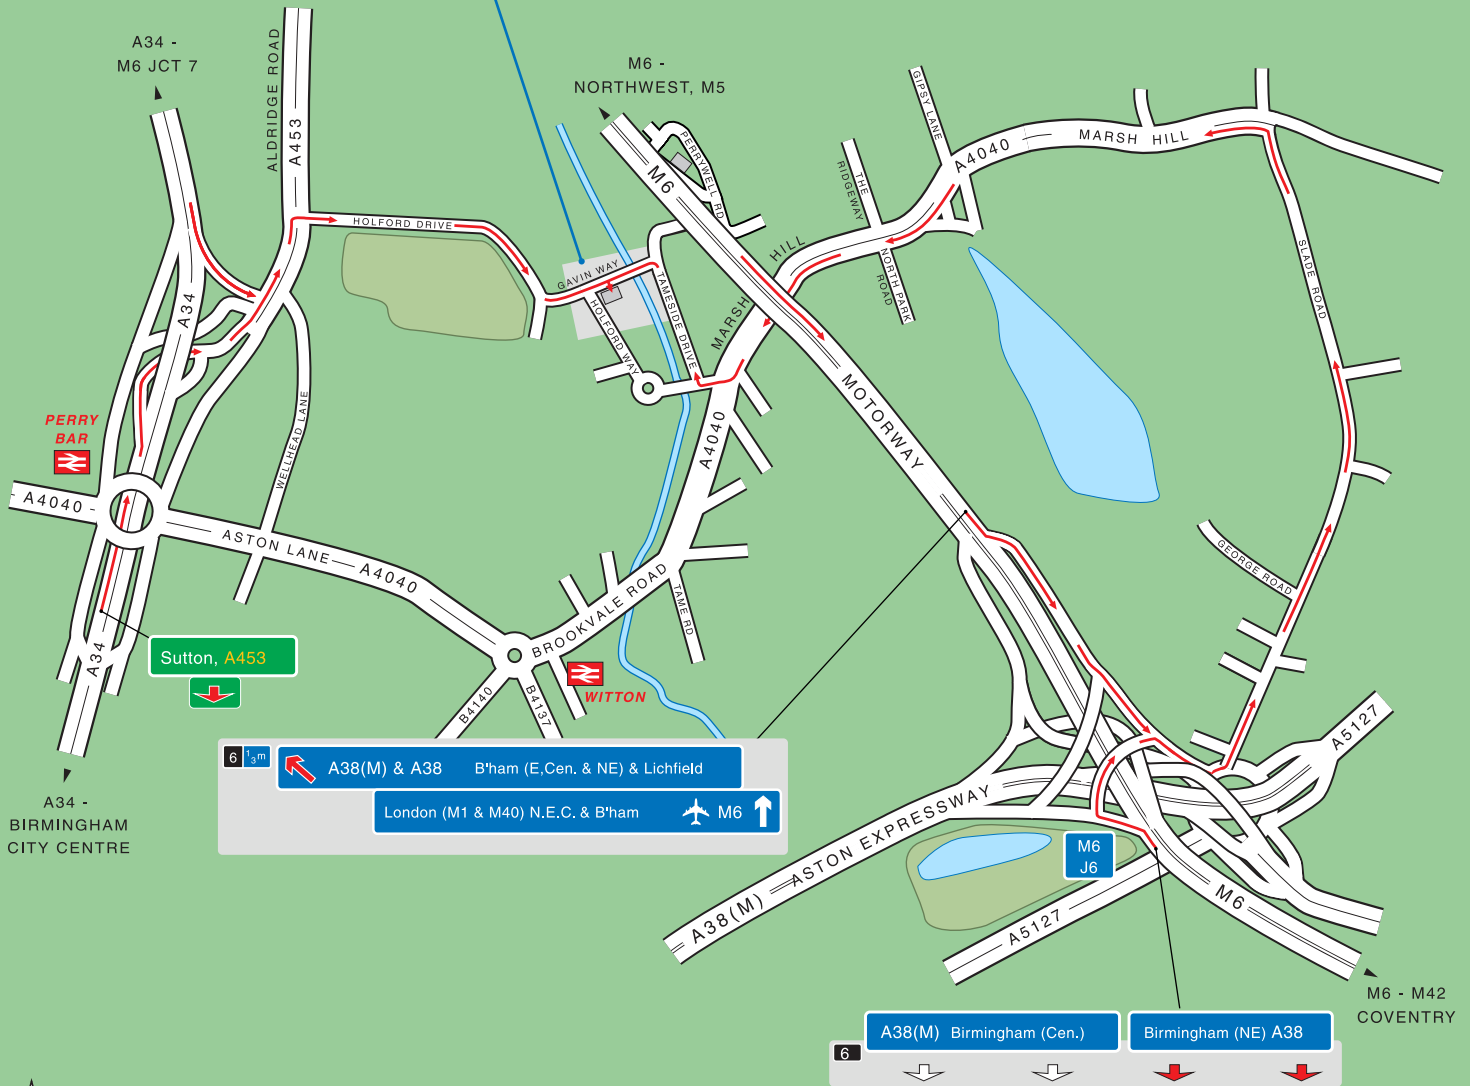 A34 -
M6 JCT 7
ALDRIDGE ROAD
A453
M6 -
NORTHWEST, M5
PERRYWELL RD
M6
GIPSY LANE
THE
RIDGEWAY
A4040
MARSH HILL
HOLFORD DRIVE
GAVIN WAY
HOLFORD WAY
TAMESIDE DRIVE
MARSH
HILL
NORTH PARK
ROAD
SLADE ROAD
A34
MOTORWAY
A4040
WELLHEAD LANE
PERRY
BAR
A4040
ASTON LANE
A4040
BROOKVALE ROAD
TAME RD
GEORGE ROAD
A34
Sutton, A453
B4140
B4137
WITTON
6 1/3m
A38(M) & A38 B'ham (E,Cen. & NE) & Lichfield
London (M1 & M40) N.E.C. & B'ham M6
A34 -
BIRMINGHAM
CITY CENTRE
A5127
A38(M)
ASTON EXPRESSWAY
M6
J6
A5127
M6
M6 - M42
COVENTRY
6
A38(M) Birmingham (Cen.)
Birmingham (NE) A38